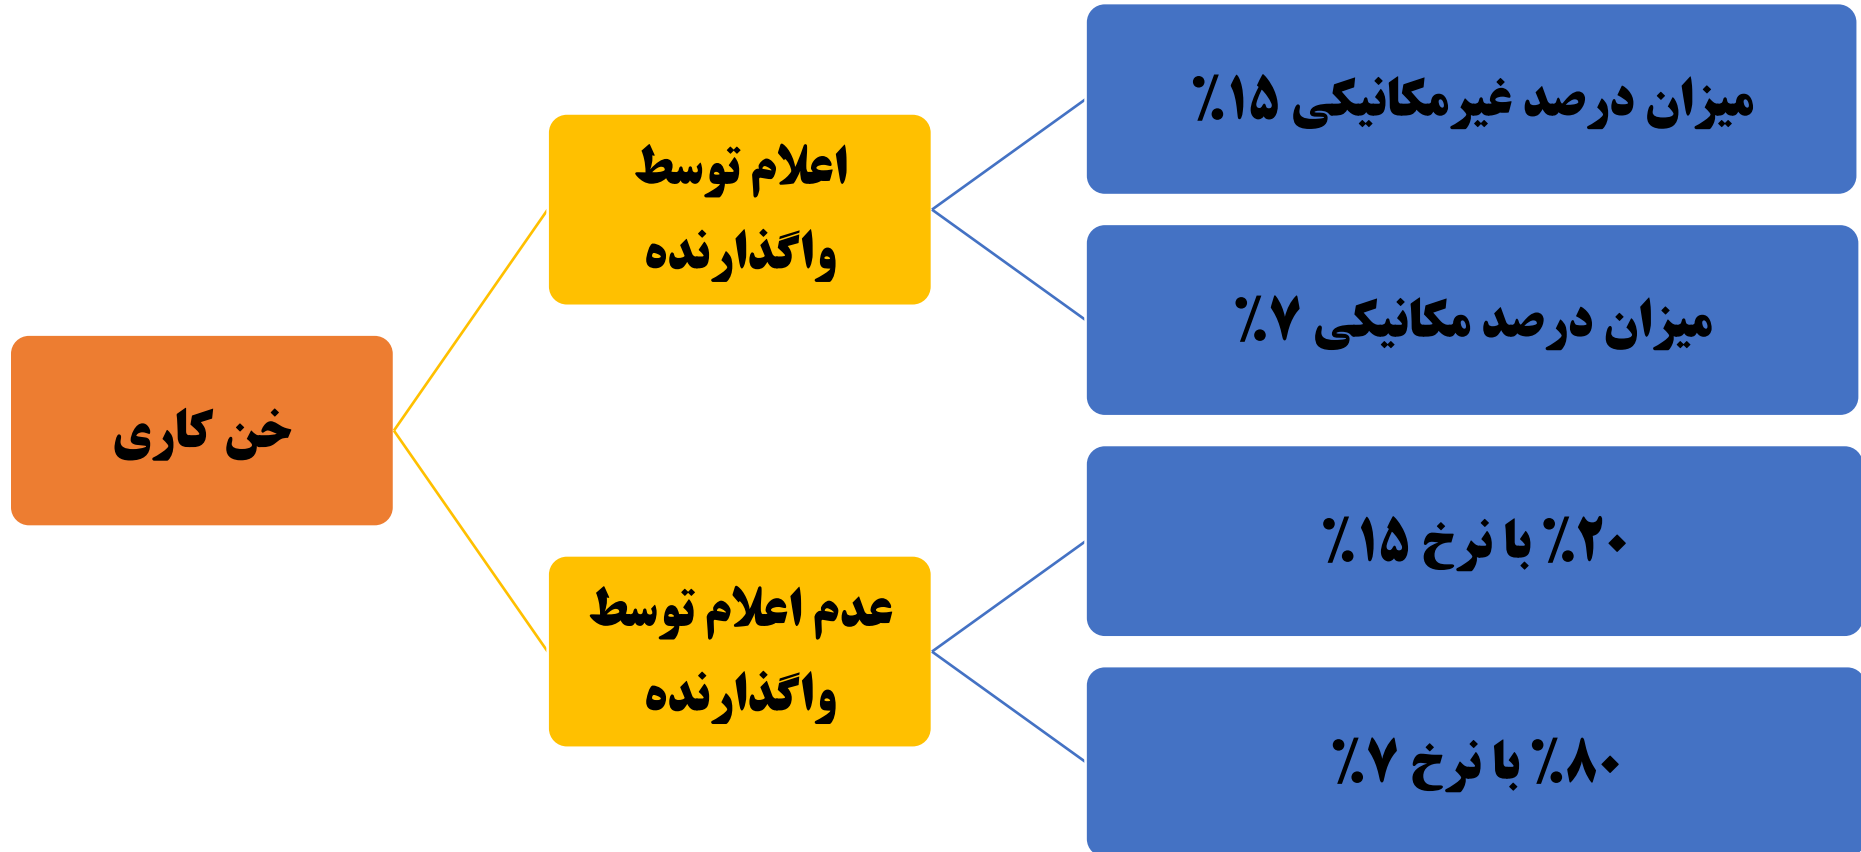 خن کاری
اعلام توسط
واگذارنده
میزان درصد غیرمکانیکی ۱۵%
میزان درصد مکانیکی ۷%
عدم اعلام توسط
واگذارنده
۲۰% با نرخ ۱۵%
۸۰% با نرخ ۷%